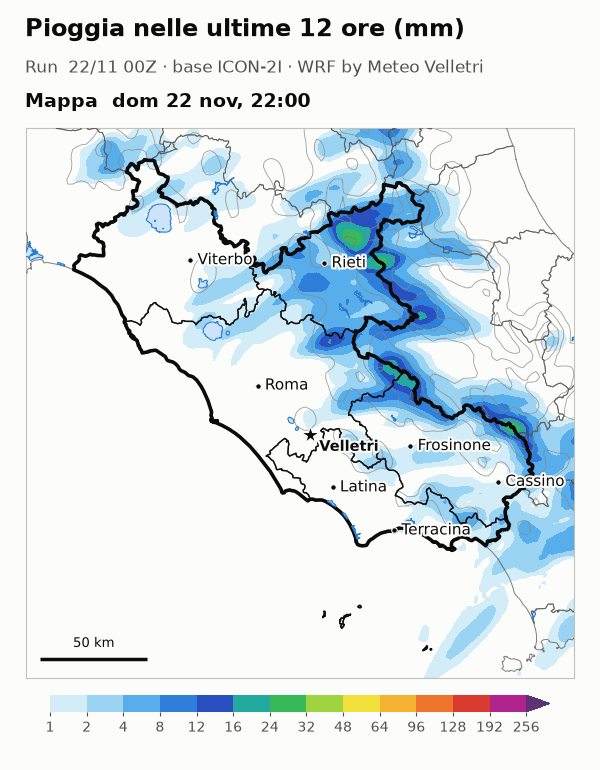 Pioggia nelle ultime 12 ore (mm)
Run  22/11 00Z · base ICON-2I · WRF by Meteo Velletri
Mappa  dom 22 nov, 22:00
Viterbo
Rieti
Roma
Velletri
Frosinone
Latina
Cassino
Terracina
50 km
1 2 4 8 12 16 24 32 48 64 96 128 192 256